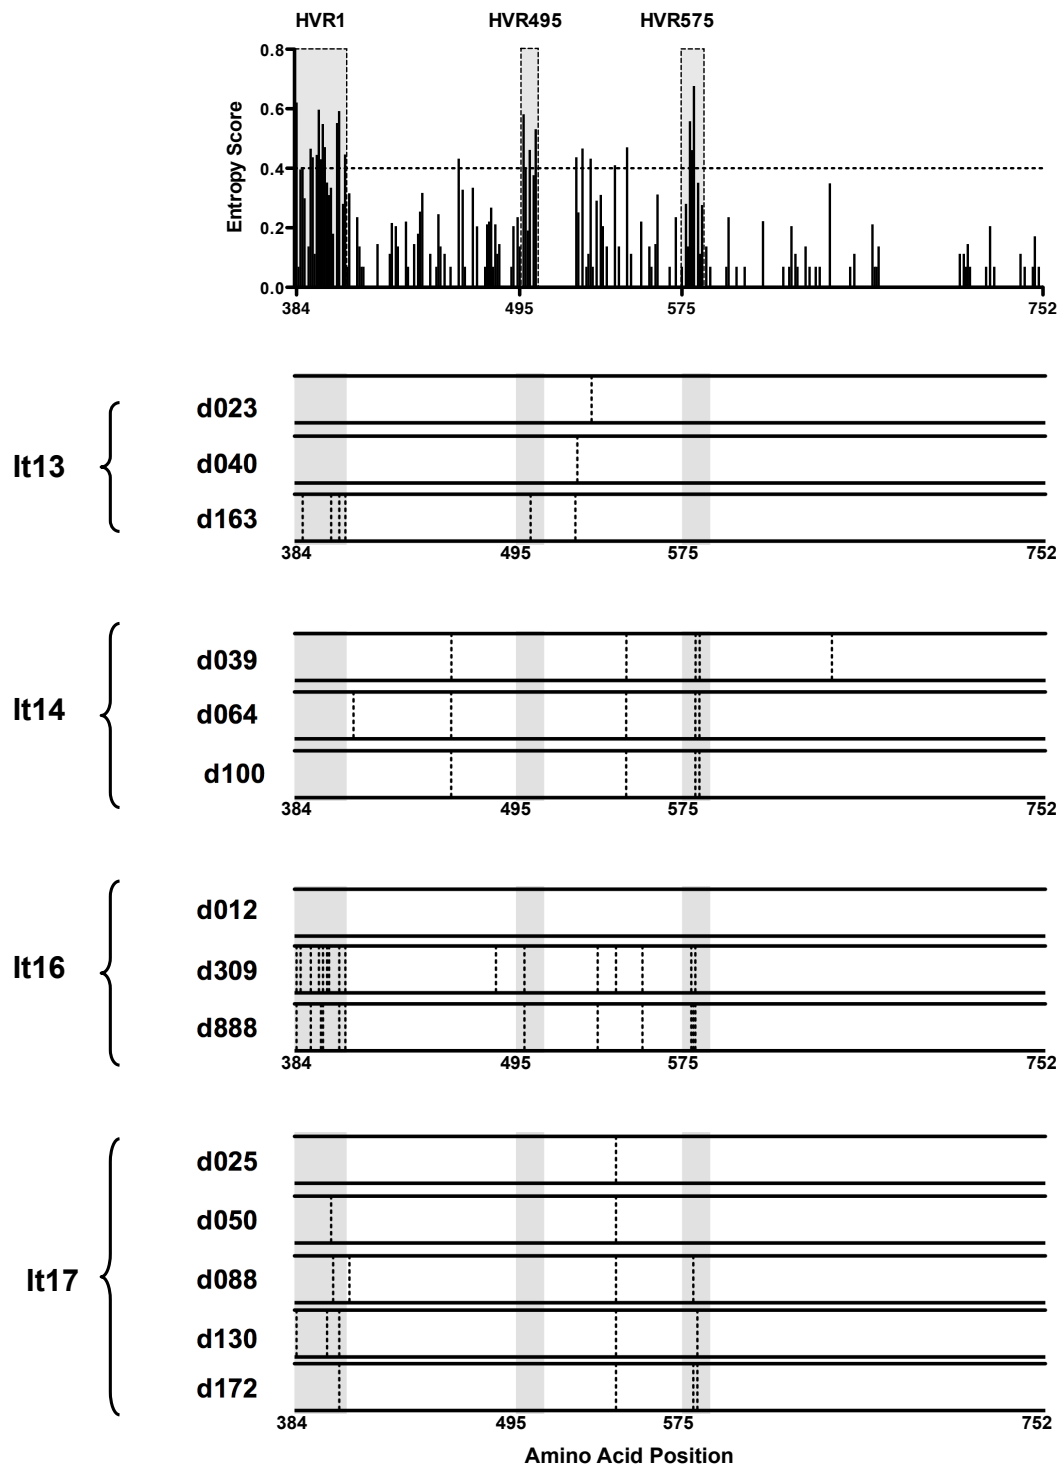 HVR1 HVR495 HVR575
0.8
0.6
0.4
0.2
0.0
Entropy Score
384 495 575 752
It13
d023
d040
d163
384 495 575 752
It14
d039
d064
d100
384 495 575 752
It16
d012
d309
d888
384 495 575 752
It17
d025
d050
d088
d130
d172
384 495 575 752
Amino Acid Position